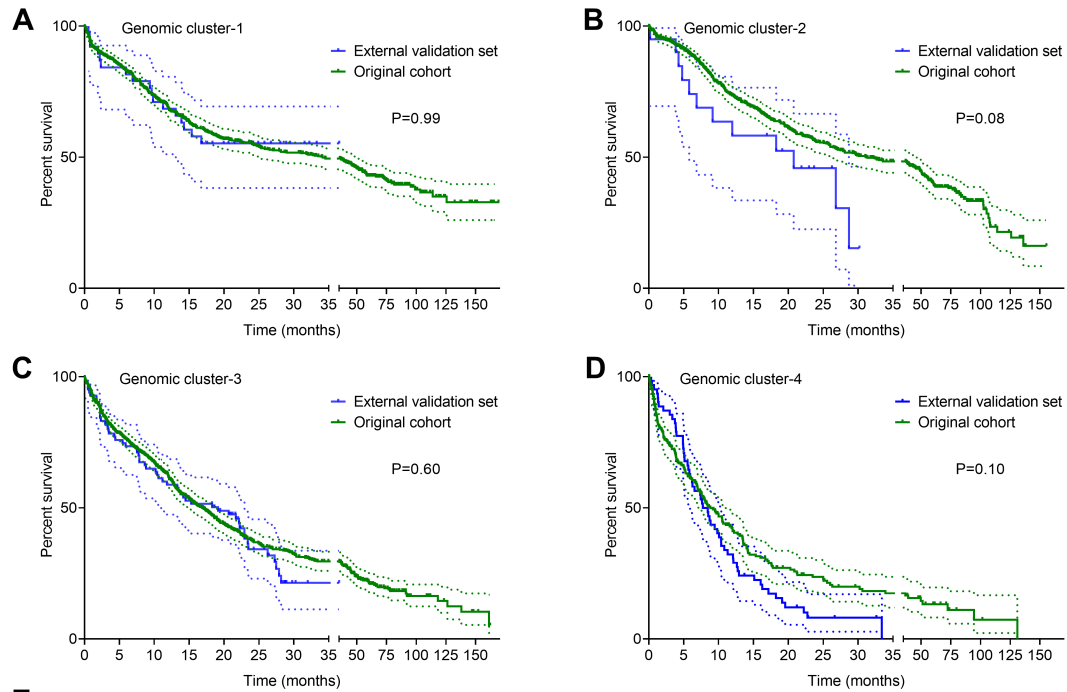 A
Genomic cluster-1
External validation set
Original cohort
P=0.99
Percent survival
100
50
0
0 5 10 15 20 25 30 35 50 75 100 125 150
Time (months)
B
Genomic cluster-2
External validation set
Original cohort
P=0.08
Percent survival
100
50
0
0 5 10 15 20 25 30 35 50 75 100 125 150
Time (months)
C
Genomic cluster-3
External validation set
Original cohort
P=0.60
Percent survival
100
50
0
0 5 10 15 20 25 30 35 50 75 100 125 150
Time (months)
D
Genomic cluster-4
External validation set
Original cohort
P=0.10
Percent survival
100
50
0
0 5 10 15 20 25 30 35 50 75 100 125 150
Time (months)